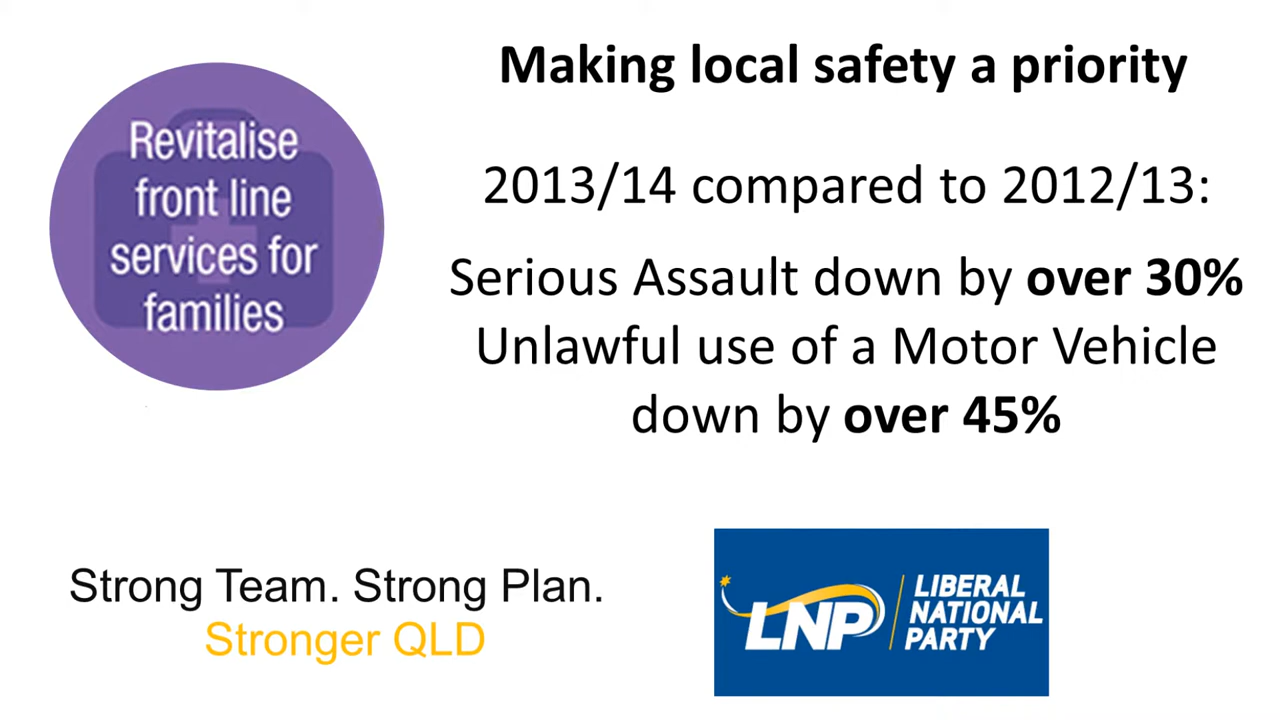 Making local safety a priority
Revitalise
front line
services for
families
2013/14 compared to 2012/13:
Serious Assault down by over 30%
Unlawful use of a Motor Vehicle
down by over 45%
Strong Team. Strong Plan.
Stronger QLD
LNP
LIBERAL
NATIONAL
PARTY